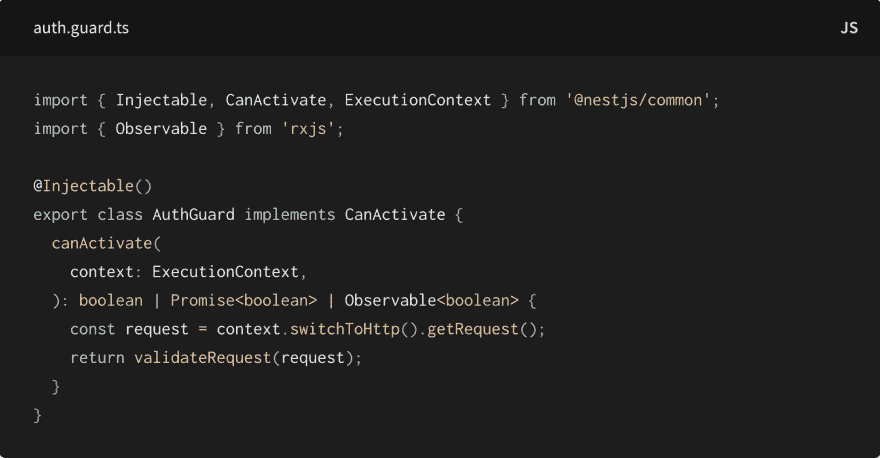 auth.guard.ts
JS
import { Injectable, CanActivate, ExecutionContext } from '@nestjs/common';
import { Observable } from 'rxjs';
@Injectable()
export class AuthGuard implements CanActivate {
  canActivate(
    context: ExecutionContext,
  ): boolean | Promise<boolean> | Observable<boolean> {
    const request = context.switchToHttp().getRequest();
    return validateRequest(request);
  }
}